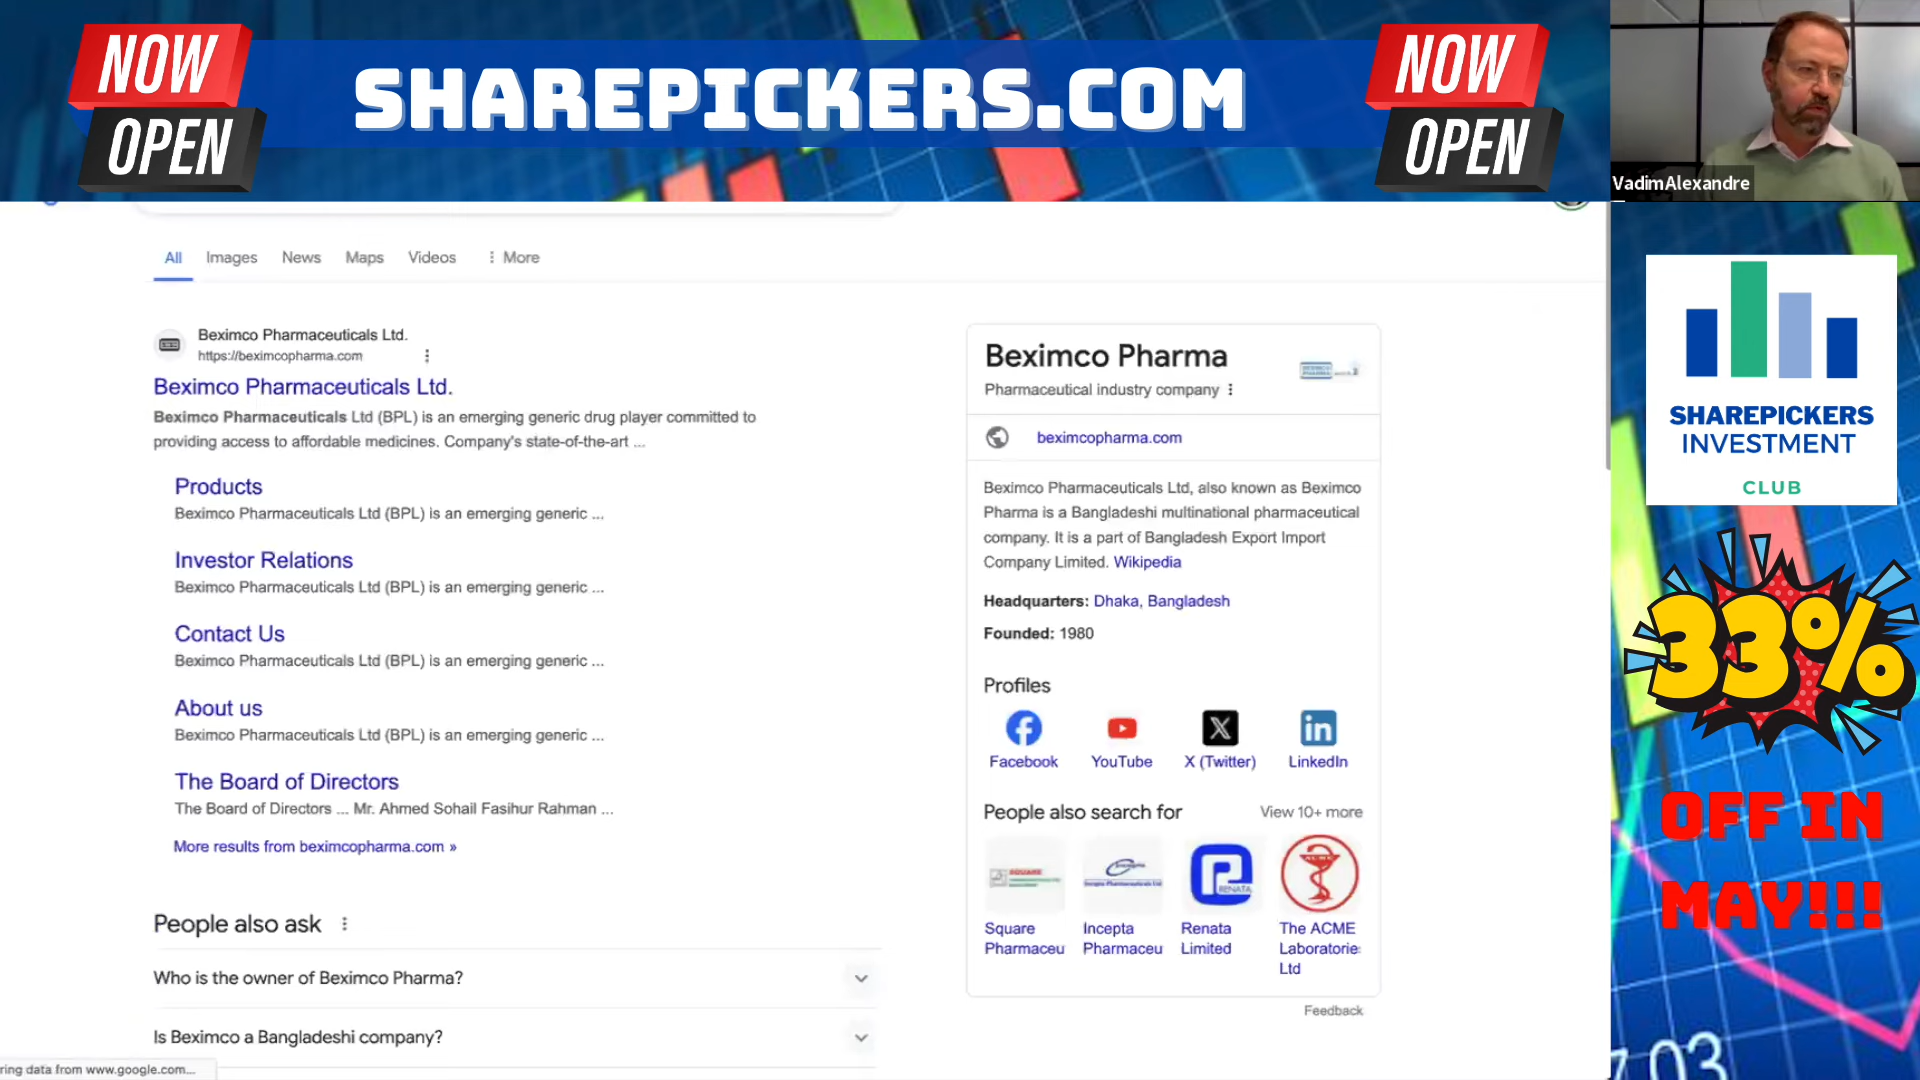 NOW
OPEN
SHAREPICKERS.COM
NOW
OPEN
VadimAlexandre
All
Images
News
Maps
Videos
More
Beximco Pharmaceuticals Ltd.
https://beximcopharma.com
Beximco Pharmaceuticals Ltd.
Beximco Pharmaceuticals Ltd (BPL) is an emerging generic drug player committed to
providing access to affordable medicines. Company's state-of-the-art ...
Products
Beximco Pharmaceuticals Ltd (BPL) is an emerging generic ...
Investor Relations
Beximco Pharmaceuticals Ltd (BPL) is an emerging generic ...
Contact Us
Beximco Pharmaceuticals Ltd (BPL) is an emerging generic ...
About us
Beximco Pharmaceuticals Ltd (BPL) is an emerging generic ...
The Board of Directors
The Board of Directors ... Mr. Ahmed Sohail Fasihur Rahman ...
More results from beximcopharma.com »
People also ask
Who is the owner of Beximco Pharma?
Is Beximco a Bangladeshi company?
ring data from www.google.com...
Beximco Pharma
Pharmaceutical industry company
beximcopharma.com
Beximco Pharmaceuticals Ltd, also known as Beximco
Pharma is a Bangladeshi multinational pharmaceutical
company. It is a part of Bangladesh Export Import
Company Limited. Wikipedia
Headquarters: Dhaka, Bangladesh
Founded: 1980
Profiles
Facebook
YouTube
X (Twitter)
LinkedIn
People also search for
View 10+ more
SQUARE
RENATA
ACME
Square
Pharmaceu
Incepta
Pharmaceu
Renata
Limited
The ACME
Laboratorie
Ltd
Feedback
SHAREPICKERS
INVESTMENT
CLUB
33%
OFF IN
MAY!!!
7.03